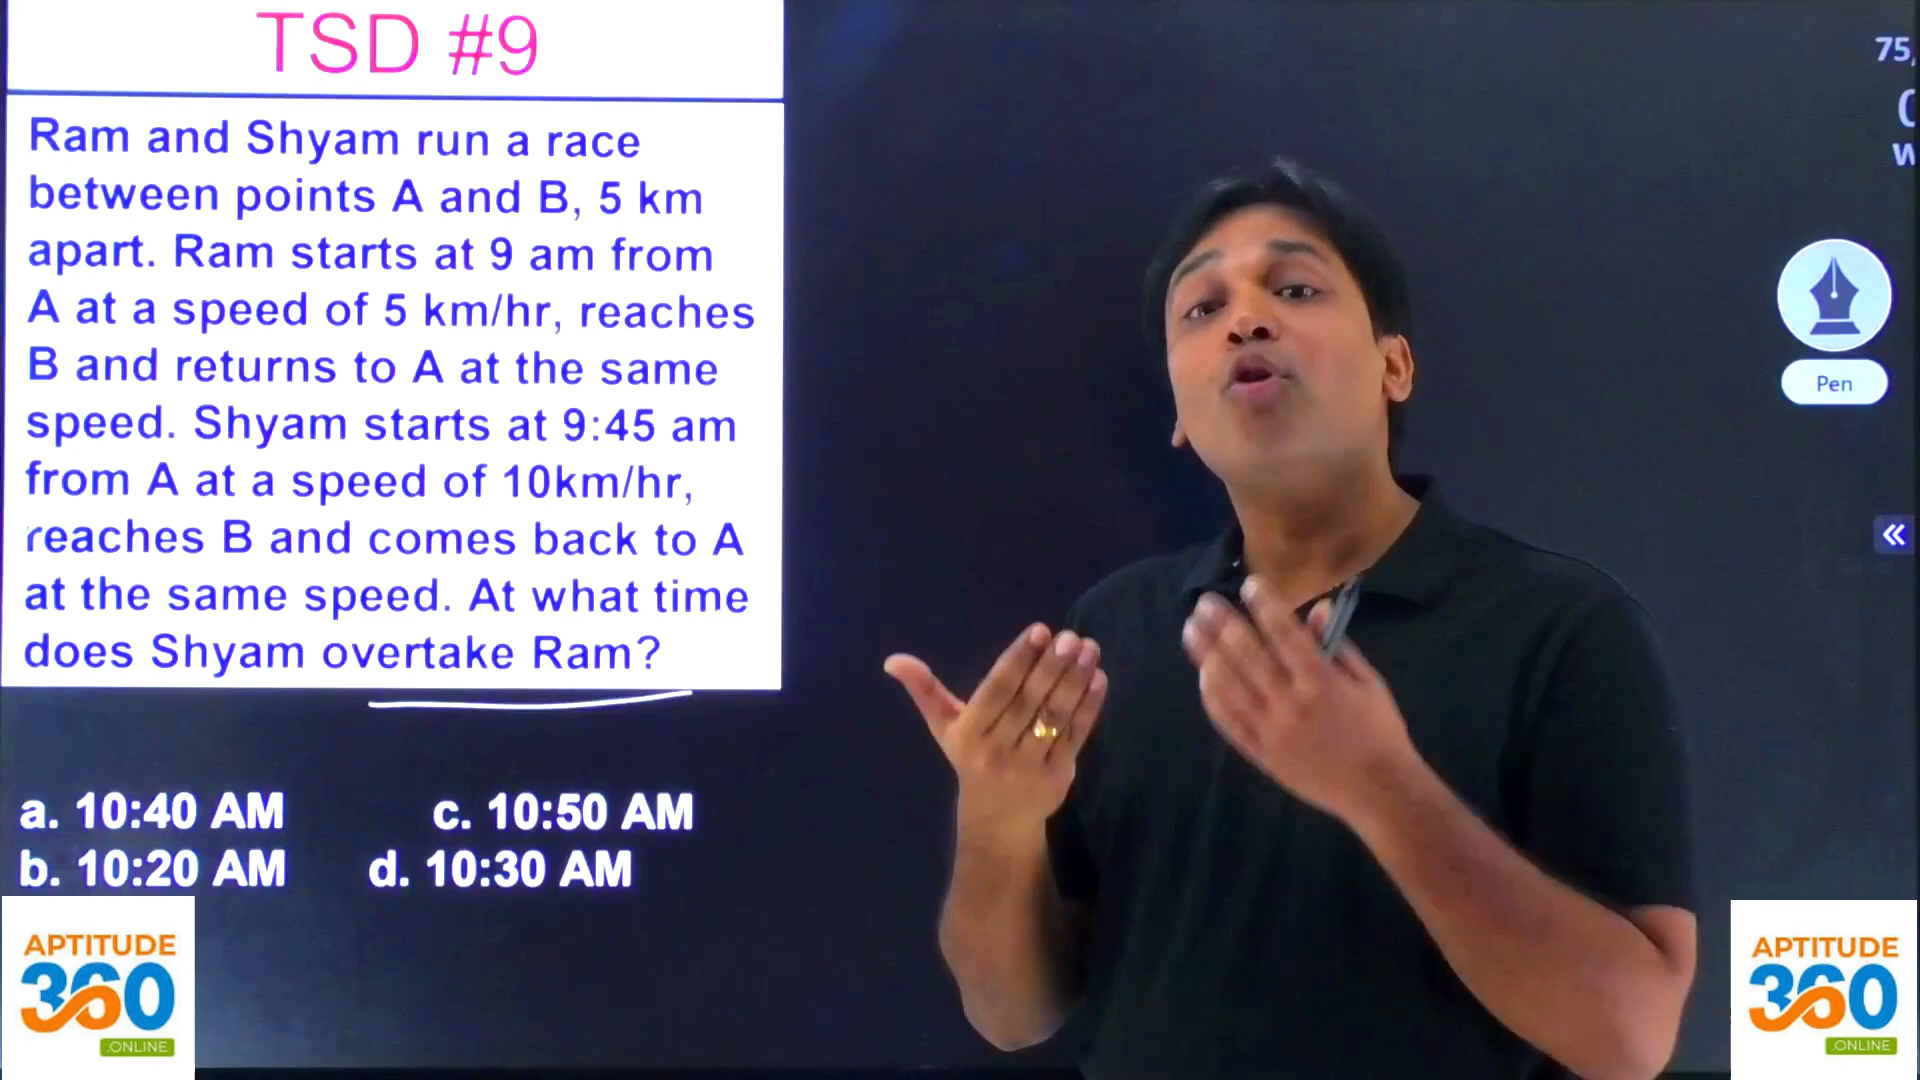 TSD #9
Ram and Shyam run a race
between points A and B, 5 km
apart. Ram starts at 9 am from
A at a speed of 5 km/hr, reaches
B and returns to A at the same
speed. Shyam starts at 9:45 am
from A at a speed of 10km/hr,
reaches B and comes back to A
at the same speed. At what time
does Shyam overtake Ram?
a. 10:40 AM c. 10:50 AM
b. 10:20 AM d. 10:30 AM
75,
Pen
APTITUDE
360
.ONLINE
APTITUDE
360
.ONLINE